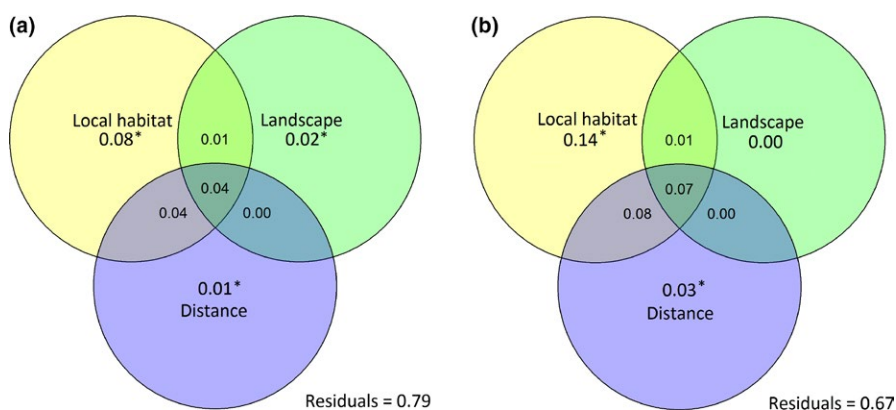 (a)
Local habitat
0.08*
Landscape
0.02*
0.01
0.04
0.04
0.00
0.01*
Distance
Residuals = 0.79
(b)
Local habitat
0.14*
Landscape
0.00
0.01
0.07
0.08
0.00
0.03*
Distance
Residuals = 0.67